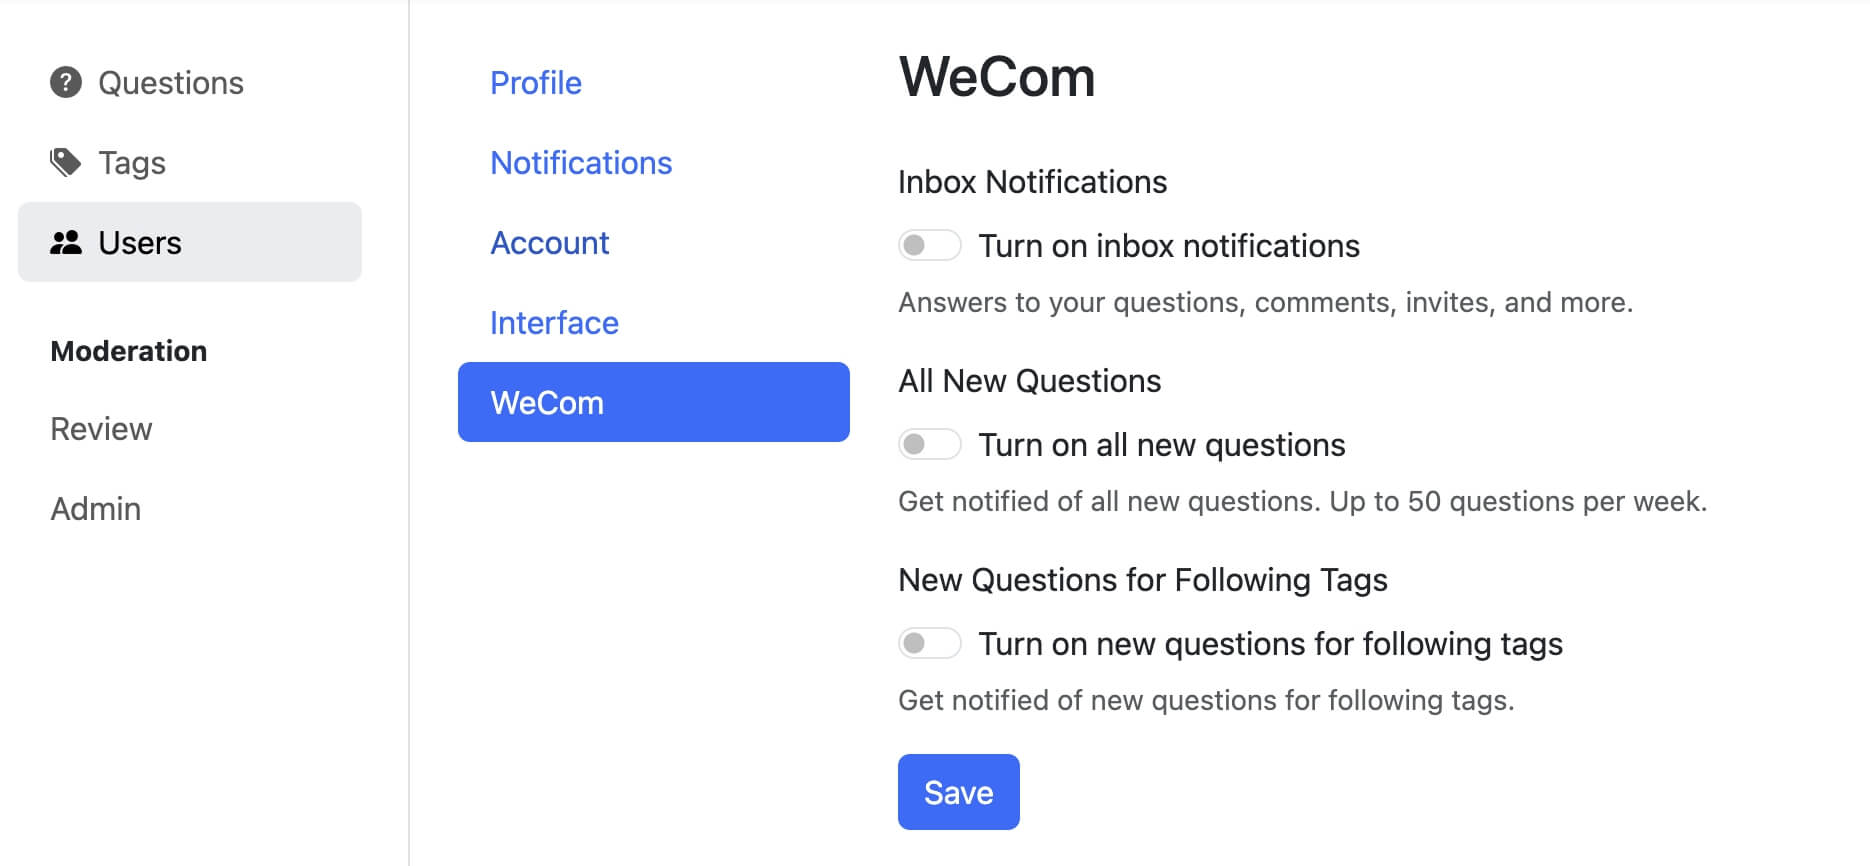 Questions
Tags
Users
Moderation
Review
Admin
Profile
Notifications
Account
Interface
WeCom
WeCom
Inbox Notifications
Turn on inbox notifications
Answers to your questions, comments, invites, and more.
All New Questions
Turn on all new questions
Get notified of all new questions. Up to 50 questions per week.
New Questions for Following Tags
Turn on new questions for following tags
Get notified of new questions for following tags.
Save